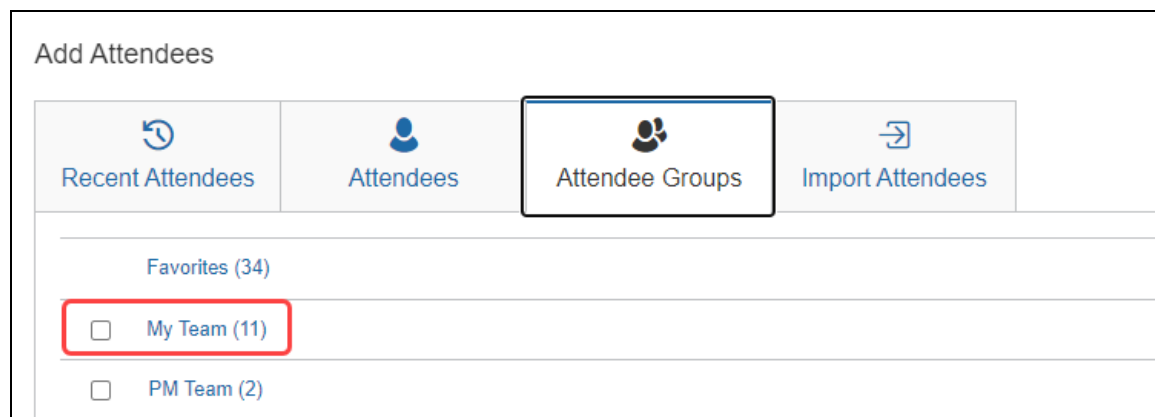 Add Attendees
Recent Attendees
Attendees
Attendee Groups
Import Attendees
Favorites (34)
My Team (11)
PM Team (2)